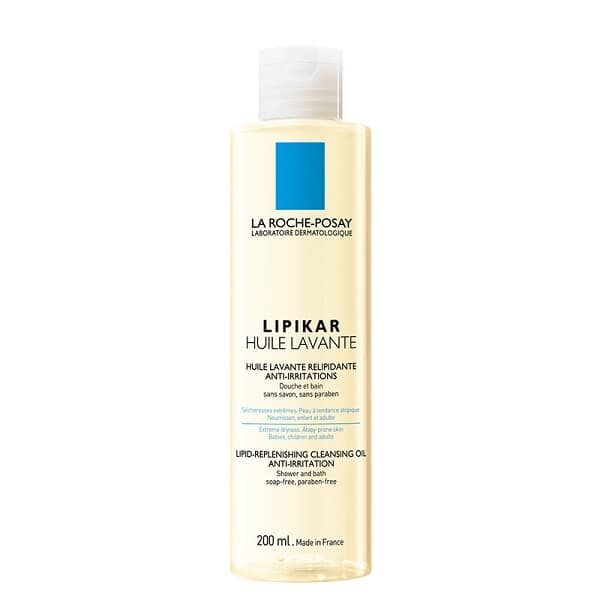 LA ROCHE-POSAY
LABORATOIRE DERMATOLOGIQUE
LIPIKAR
HUILE LAVANTE
HUILE LAVANTE RELIPIDANTE
ANTI-IRRITATIONS
Douche et bain
sans savon, sans paraben
Sécheresses extrêmes. Peau à tendance atopique
Nourrisson, enfant et adulte
Extreme dryness. Atopy-prone skin
Babies, children and adults
LIPID-REPLENISHING CLEANSING OIL
ANTI-IRRITATION
Shower and bath
soap-free, paraben-free
200 ml. Made in France